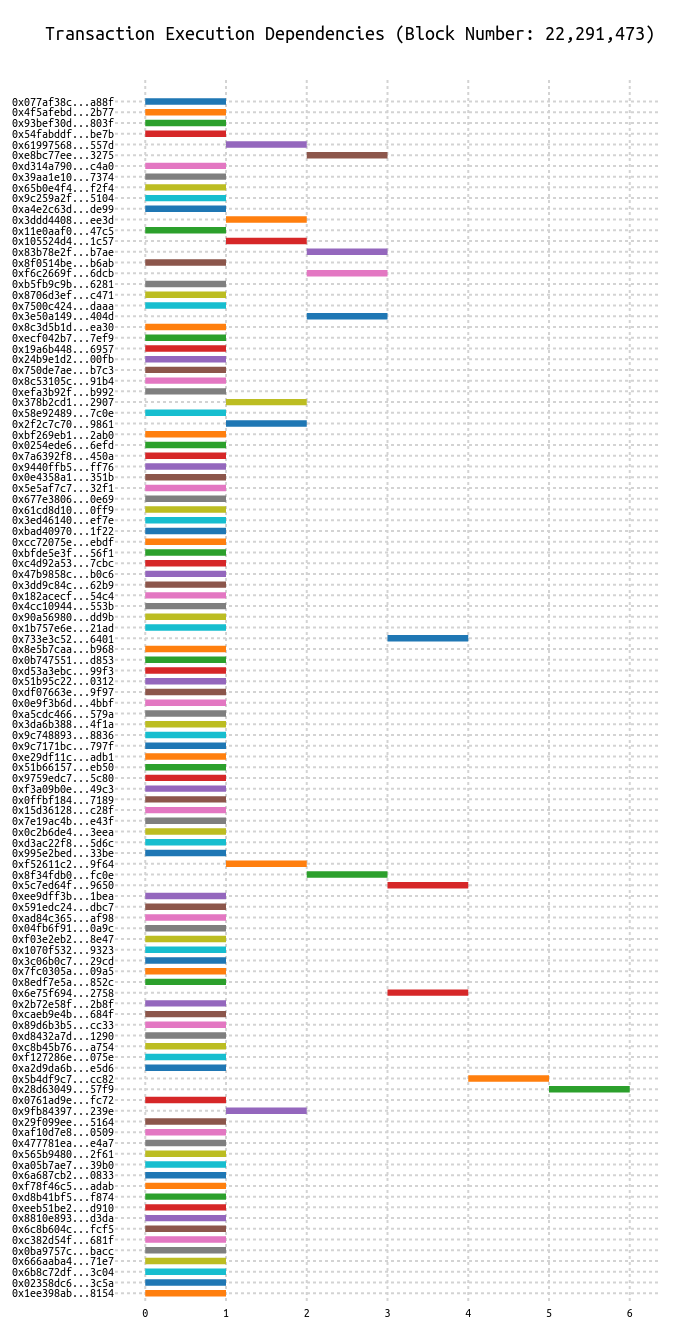 Transaction Execution Dependencies (Block Number: 22,291,473)
0x077af38c...a88f
0x4f5afebd...2b77
0x93bef30d...803f
0x54fabddf...be7b
0x61997568...557d
0xe8bc77ee...3275
0xd314a790...c4a0
0x39aa1e10...7374
0x65b0e4f4...f2f4
0x9c259a2f...5104
0xa4e2c63d...de99
0x3ddd4408...ee3d
0x11e0aaf0...47c5
0x105524d4...1c57
0x83b78e2f...b7ae
0x8f0514be...b6ab
0xf6c2669f...6dcb
0xb5fb9c9b...6281
0x8706d3ef...c471
0x7500c424...daaa
0x3e50a149...404d
0x8c3d5b1d...ea30
0xecf042b7...7ef9
0x19a6b448...6957
0x24b9e1d2...00fb
0x750de7ae...b7c3
0x8c53105c...91b4
0xefa3b92f...b992
0x378b2cd1...2907
0x58e92489...7c0e
0x2f2c7c70...9861
0xbf269eb1...2ab0
0x0254ede6...6efd
0x7a6392f8...450a
0x9440ffb5...ff76
0x0e4358a1...351b
0x5e5af7c7...32f1
0x677e3806...0e69
0x61cd8d10...0ff9
0x3ed46140...ef7e
0xbad40970...1f22
0xcc72075e...ebdf
0xbfde5e3f...56f1
0xc4d92a53...7cbc
0x47b9858c...b0c6
0x3dd9c84c...62b9
0x182acecf...54c4
0x4cc10944...553b
0x90a56980...dd9b
0x1b757e6e...21ad
0x733e3c52...6401
0x8e5b7caa...b968
0x0b747551...d853
0xd53a3ebc...99f3
0x51b95c22...0312
0xdf07663e...9f97
0x0e9f3b6d...4bbf
0xa5cdc466...579a
0x3da6b388...4f1a
0x9c748893...8836
0x9c7171bc...797f
0xe29df11c...adb1
0x51b66157...eb50
0x9759edc7...5c80
0xf3a09b0e...49c3
0x0ffbf184...7189
0x15d36128...c28f
0x7e19ac4b...e43f
0x0c2b6de4...3eea
0xd3ac22f8...5d6c
0x995e2bed...33be
0xf52611c2...9f64
0x8f34fdb0...fc0e
0x5c7ed64f...9650
0xee9dff3b...1bea
0x591edc24...dbc7
0xad84c365...af98
0x04fb6f91...0a9c
0xf03e2eb2...8e47
0x1070f532...9323
0x3c06b0c7...29cd
0x7fc0305a...09a5
0x8edf7e5a...852c
0x6e75f694...2758
0x2b72e58f...2b8f
0xcaeb9e4b...684f
0x89d6b3b5...cc33
0xd8432a7d...1290
0xc8b45b76...a754
0xf127286e...075e
0xa2d9da6b...e5d6
0x5b4df9c7...cc82
0x28d63049...57f9
0x0761ad9e...fc72
0x9fb84397...239e
0x29f099ee...5164
0xaf10d7e8...0509
0x477781ea...e4a7
0x565b9480...2f61
0xa05b7ae7...39b0
0x6a687cb2...0833
0xf78f46c5...adab
0xd8b41bf5...f874
0xeeb51be2...d910
0x8810e893...d3da
0x6c8b604c...fcf5
0xc382d54f...681f
0x0ba9757c...bacc
0x666aaba4...71e7
0x6b8c72df...3c04
0x02358dc6...3c5a
0x1ee398ab...8154
0 1 2 3 4 5 6